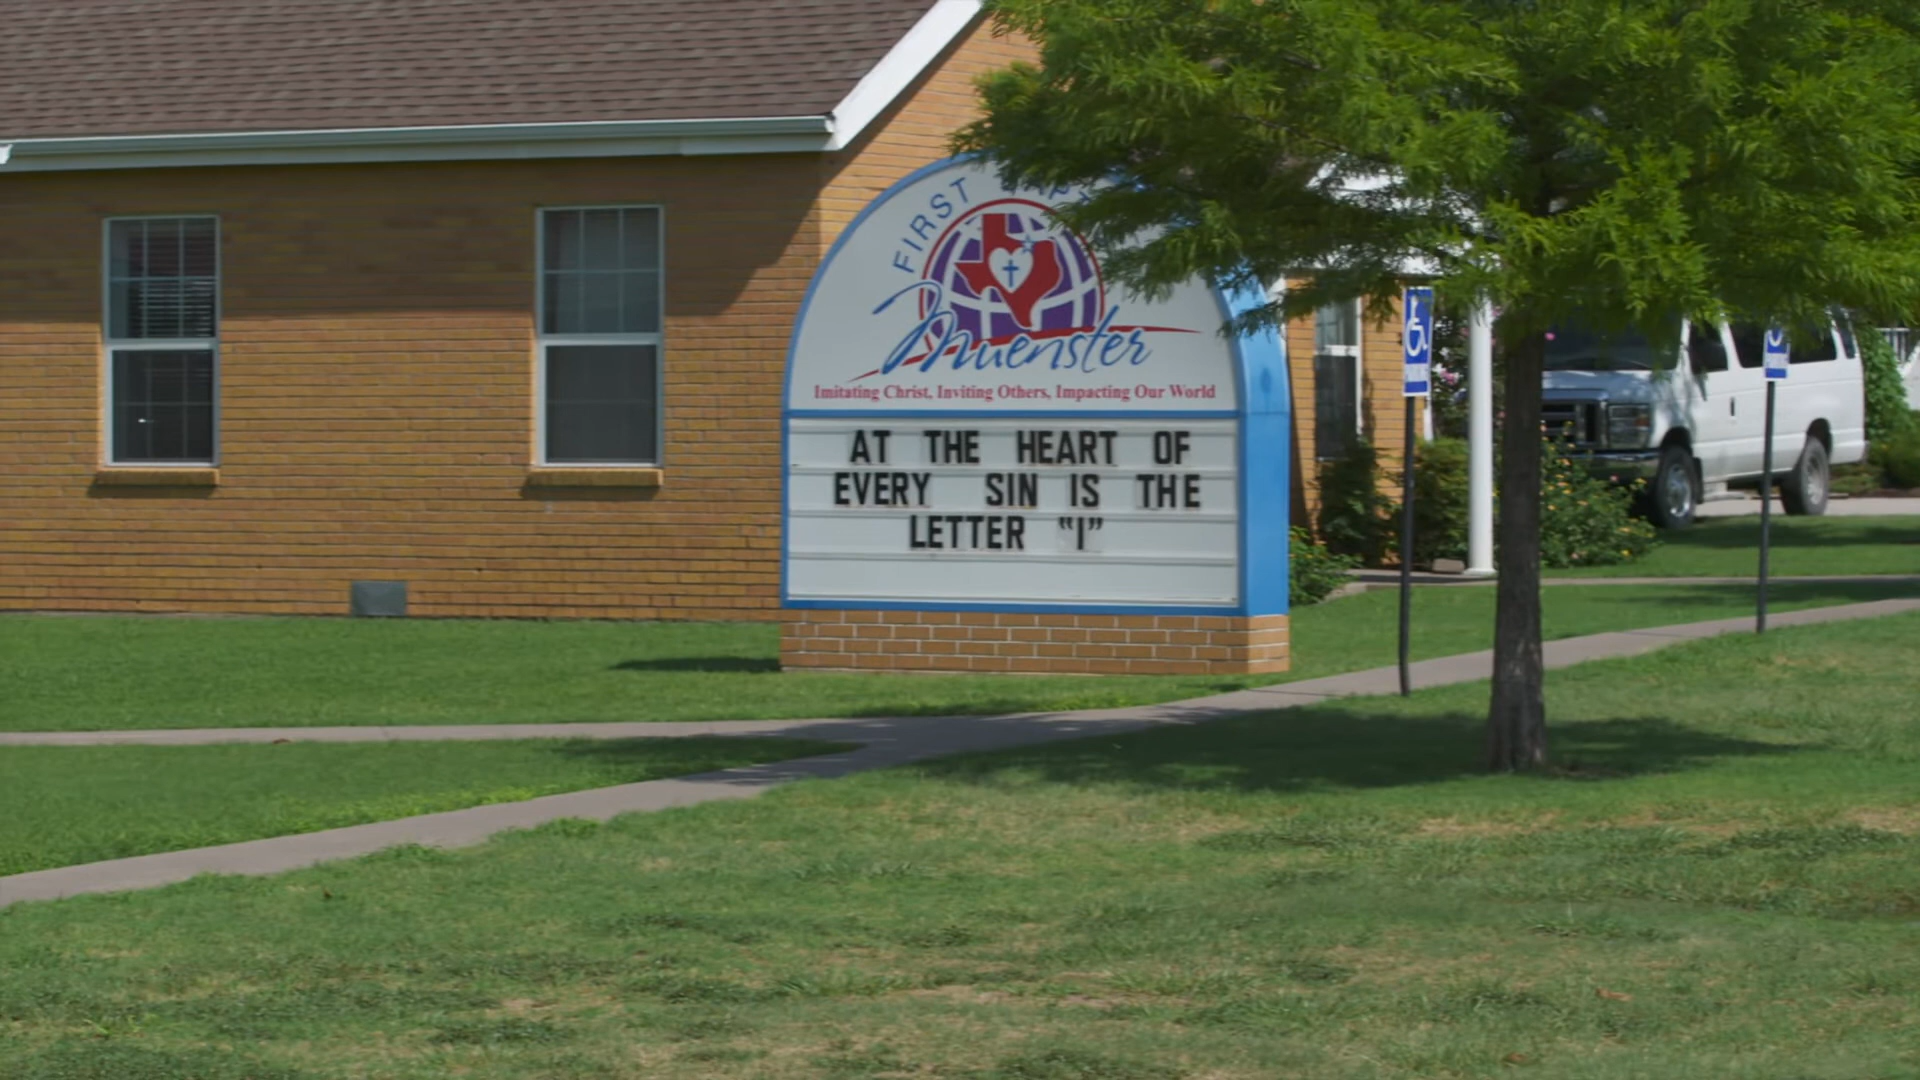 FIRST
Muenster
Imitating Christ, Inviting Others, Impacting Our World
AT THE HEART OF
EVERY SIN IS THE
LETTER “I”